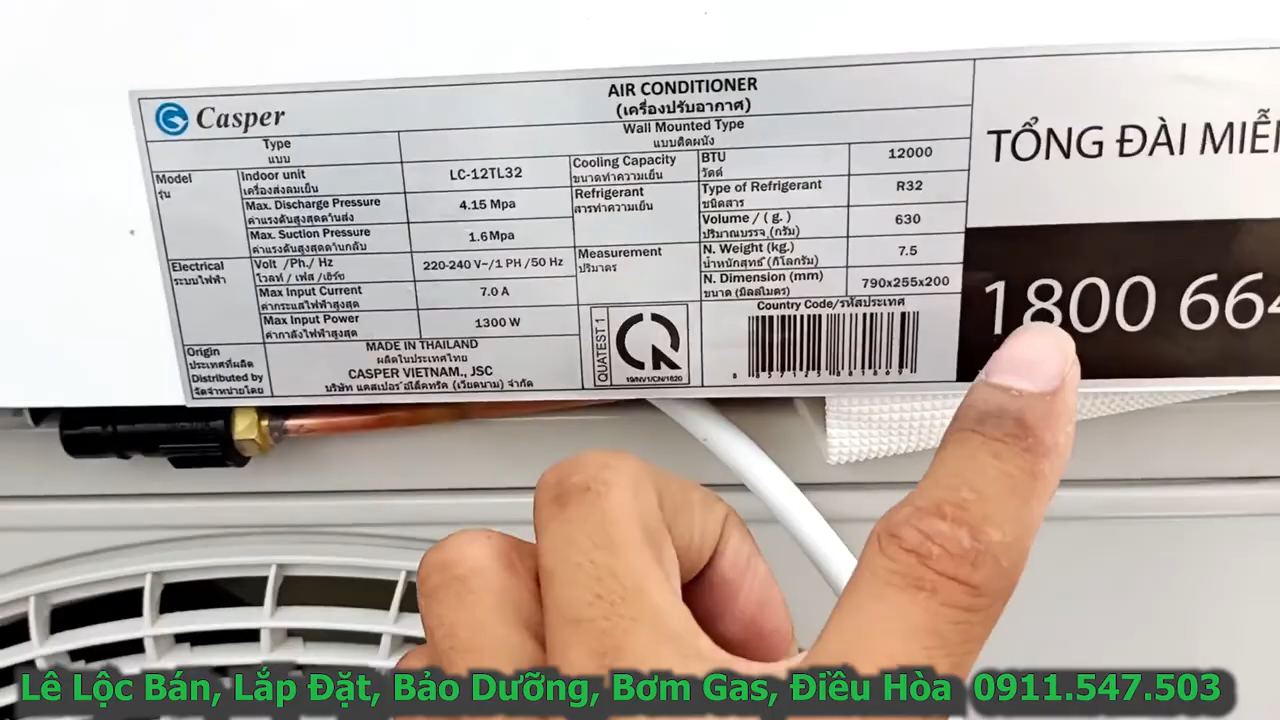 Casper
AIR CONDITIONER
(เครื่องปรับอากาศ)
Type
แบบ
Wall Mounted Type
แบบติดผนัง
Model
รุ่น
Indoor unit
เครื่องส่งลมเย็น
LC-12TL32
Max. Discharge Pressure
ค่าแรงดันสูงสุดด้านส่ง
4.15 Mpa
Max. Suction Pressure
ค่าแรงดันสูงสุดด้านกลับ
1.6Mpa
Electrical
ระบบไฟฟ้า
Volt /Ph./ Hz
โวลท์ / เฟส /เฮิร์ซ
220-240 V~/1 PH /50 Hz
Max Input Current
ค่ากระแสไฟฟ้าสูงสุด
7.0 A
Max Input Power
ค่ากำลังไฟฟ้าสูงสุด
1300 W
Origin
ประเทศที่ผลิต
Distributed by
จัดจำหน่ายโดย
MADE IN THAILAND
ผลิตในประเทศไทย
CASPER VIETNAM., JSC
บริษัท แคสเปอร์ อีเล็คทริค (เวียดนาม) จำกัด
Cooling Capacity
ขนาดทำความเย็น
BTU
วัตต์
12000
Refrigerant
สารทำความเย็น
Type of Refrigerant
ชนิดสาร
R32
Volume / ( g. )
ปริมาณบรรจุ (กรัม)
630
Measurement
ปริมาตร
N. Weight (kg.)
น้ำหนักสุทธิ (กิโลกรัม)
7.5
N. Dimension (mm)
ขนาด (มิลลิเมตร)
790x255x200
QUATEST 1
CR
19/NV1/CN/1620
Country Code/รหัสประเทศ
TỔNG ĐÀI MIỄ
1800 664
Lê Lộc Bán, Lắp Đặt, Bảo Dưỡng, Bơm Gas, Điều Hòa 0911.547.503